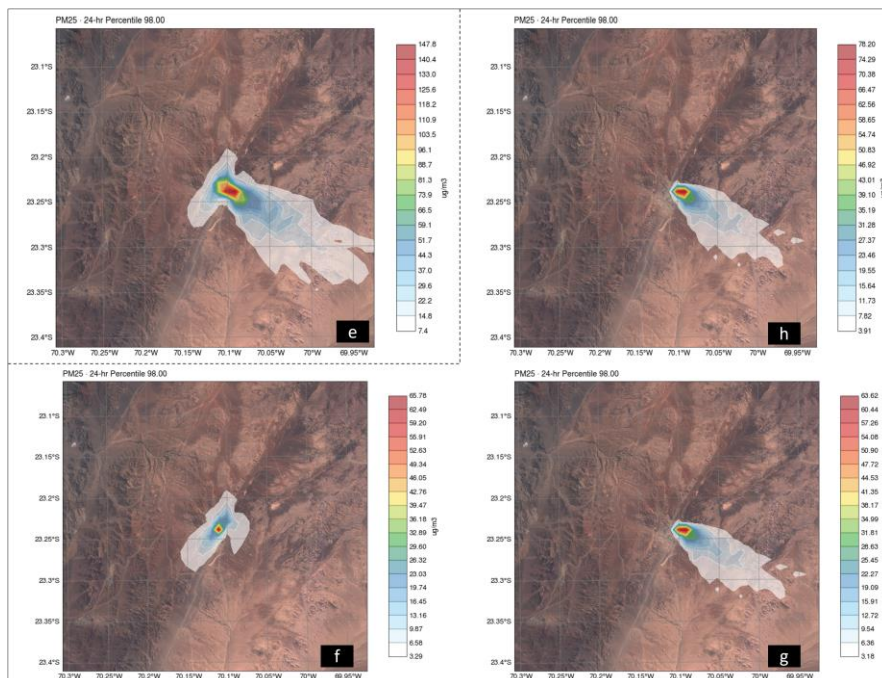 PM25 - 24-hr Percentile 98.00
147.8
140.4
133.0
125.6
118.2
110.9
103.5
96.1
88.7
81.3
73.9
66.5
59.1
51.7
44.3
37.0
29.6
22.2
14.8
7.4
ug/m3
23.1°S
23.15°S
23.2°S
23.25°S
23.3°S
23.35°S
23.4°S
70.3°W
70.2°W
70.15°W
70.1°W
70.05°W
69.95°W
e
PM25 - 24-hr Percentile 98.00
78.20
74.29
70.38
66.47
62.56
58.65
54.74
50.83
46.92
43.01
39.10
35.19
31.28
27.37
23.46
19.55
15.64
11.73
7.82
3.91
23.1°S
23.15°S
23.2°S
23.25°S
23.3°S
23.35°S
23.4°S
70.3°W
70.2°W
70.15°W
70.1°W
70.05°W
69.95°W
h
PM25 - 24-hr Percentile 98.00
65.78
62.49
59.20
55.91
52.63
49.34
46.05
42.76
39.47
36.18
32.89
29.60
26.32
23.03
19.74
16.45
13.16
9.87
6.58
3.29
ug/m3
23.1°S
23.15°S
23.2°S
23.25°S
23.3°S
23.35°S
23.4°S
70.3°W
70.2°W
70.15°W
70.1°W
70.05°W
69.95°W
f
PM25 - 24-hr Percentile 98.00
63.62
60.44
57.26
54.08
50.90
47.72
44.53
41.35
38.17
34.99
31.81
28.63
25.45
22.27
19.09
15.91
12.72
9.54
6.36
3.18
ug/m3
23.1°S
23.15°S
23.2°S
23.25°S
23.3°S
23.35°S
23.4°S
70.3°W
70.2°W
70.15°W
70.1°W
70.05°W
69.95°W
g